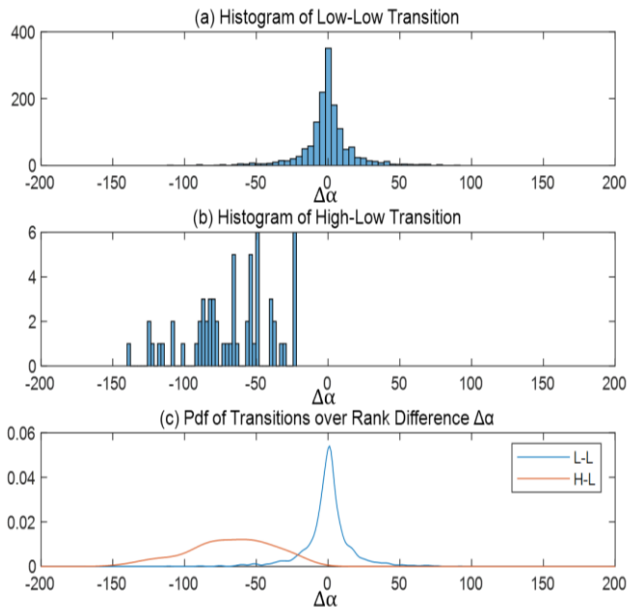 (a) Histogram of Low-Low Transition
400
200
0
-200 -150 -100 -50 0 50 100 150 200
Δα
(b) Histogram of High-Low Transition
6
4
2
0
-200 -150 -100 -50 0 50 100 150 200
Δα
(c) Pdf of Transitions over Rank Difference Δα
0.06
0.04
0.02
0
L-L
H-L
-200 -150 -100 -50 0 50 100 150 200
Δα